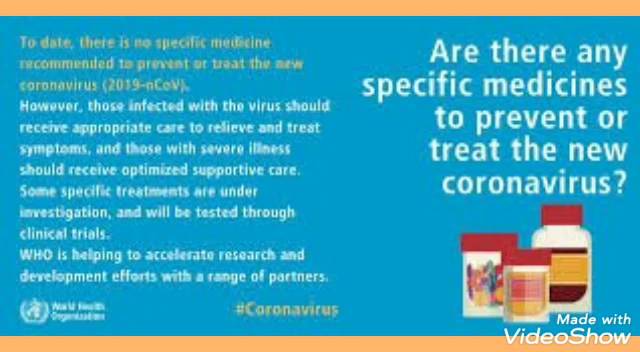 To date, there is no specific medicine
recommended to prevent or treat the new
coronavirus (2019-nCoV).
However, those infected with the virus should
receive appropriate care to relieve and treat
symptoms, and those with severe illness
should receive optimized supportive care.
Some specific treatments are under
investigation, and will be tested through
clinical trials.
WHO is helping to accelerate research and
development efforts with a range of partners.
World Health
Organization
#Coronavirus
Are there any
specific medicines
to prevent or
treat the new
coronavirus?
Made with
VideoShow